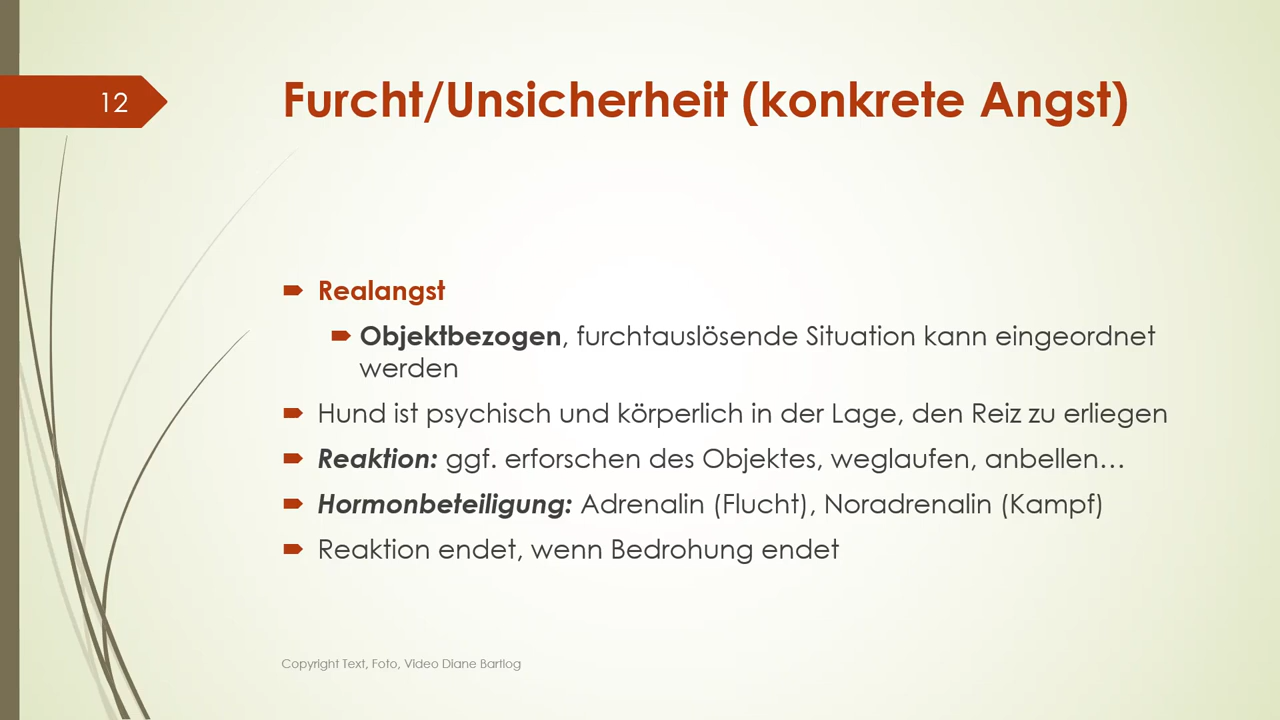 12
Furcht/Unsicherheit (konkrete Angst)
Realangst
Objektbezogen, furchtauslösende Situation kann eingeordnet
werden
Hund ist psychisch und körperlich in der Lage, den Reiz zu erliegen
Reaktion: ggf. erforschen des Objektes, weglaufen, anbellen…
Hormonbeteiligung: Adrenalin (Flucht), Noradrenalin (Kampf)
Reaktion endet, wenn Bedrohung endet
Copyright Text, Foto, Video Diane Bartlog